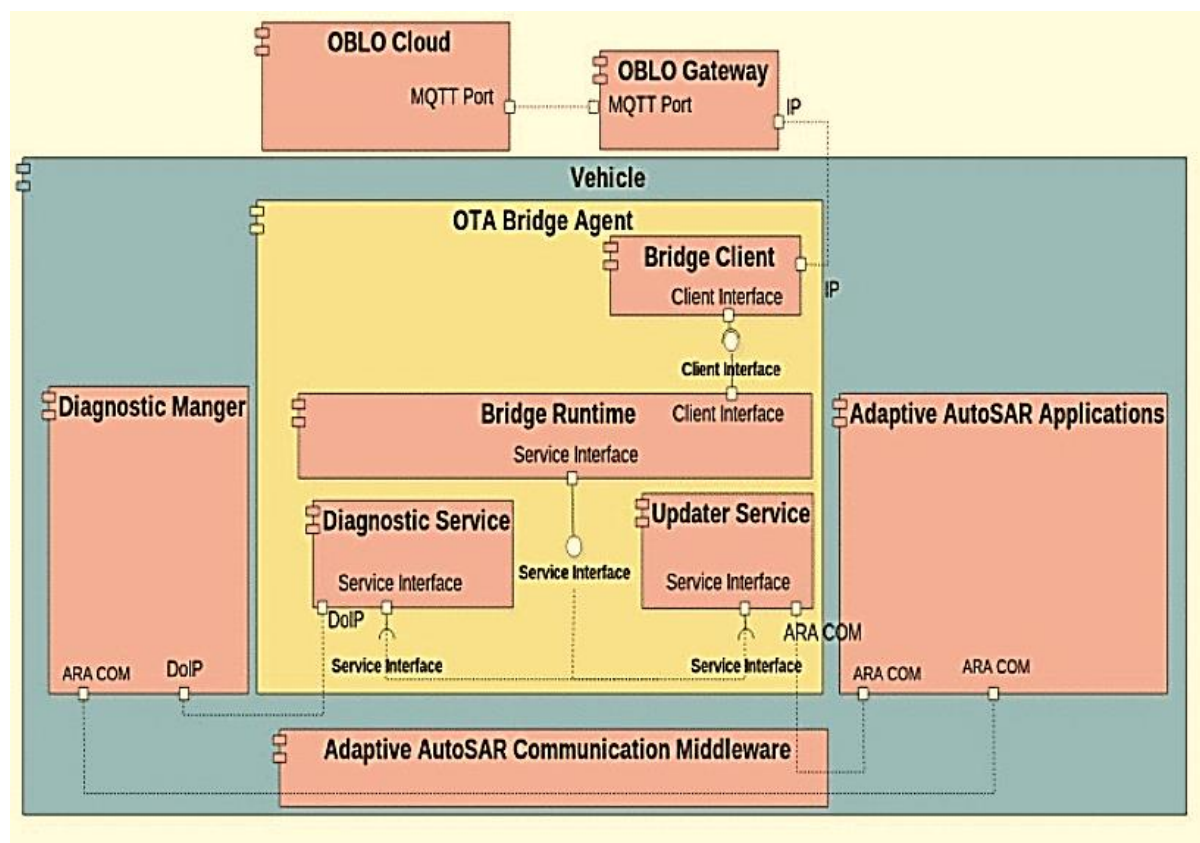 OBLO Cloud
MQTT Port
OBLO Gateway
MQTT Port
IP
Vehicle
OTA Bridge Agent
Bridge Client
Client Interface
IP
Client Interface
Diagnostic Manger
Bridge Runtime
Client Interface
Service Interface
Adaptive AutoSAR Applications
Diagnostic Service
Service Interface
DoIP
Service Interface
Updater Service
Service Interface
ARA COM
Service Interface
Service Interface
ARA COM
DoIP
ARA COM
ARA COM
Adaptive AutoSAR Communication Middleware